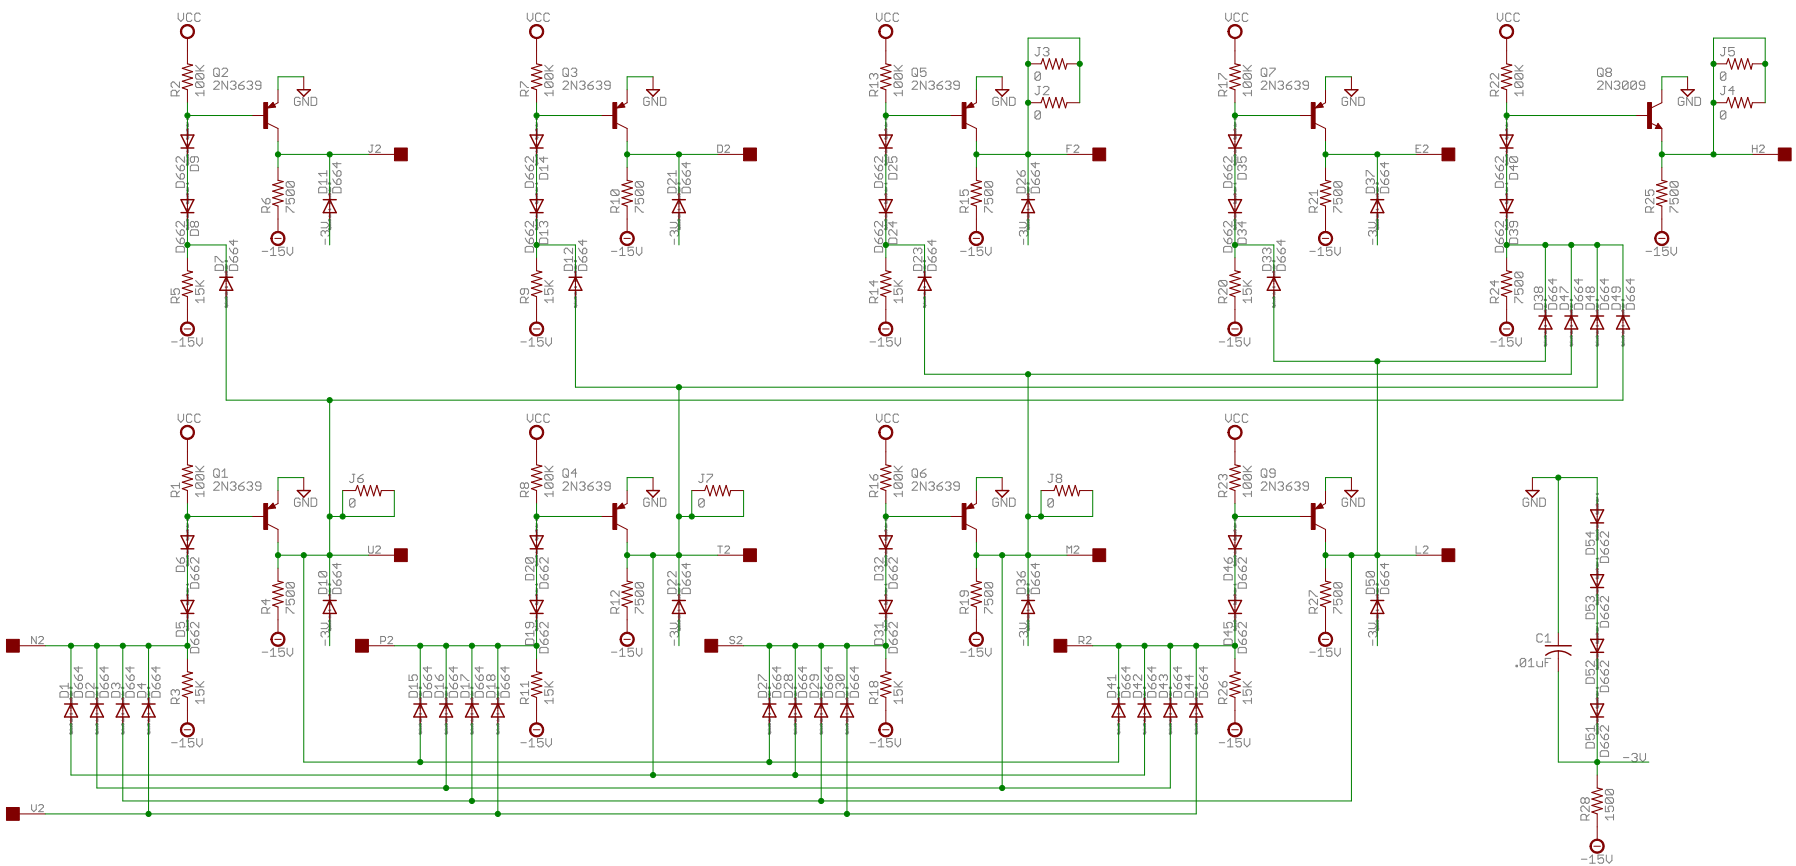 VCC
VCC
VCC
VCC
VCC
R2
100K
Q2
2N3639
GND
R7
100K
Q3
2N3639
GND
R13
100K
Q5
2N3639
GND
J3
0
J2
0
R17
100K
Q7
2N3639
GND
R22
100K
Q8
2N3009
GND
J5
0
J4
0
D662
D9
D662
D8
R6
7500
-15V
D11
D664
-3V
J2
D662
D14
D662
D13
R10
7500
-15V
D21
D664
-3V
D2
D662
D25
D662
D24
R15
7500
-15V
D26
D664
-3V
F2
D662
D35
D662
D34
R21
7500
-15V
D37
D664
-3V
E2
D662
D40
D662
D39
R25
7500
-15V
H2
D7
D664
R5
15K
-15V
D12
D664
R9
15K
-15V
D23
D664
R14
15K
-15V
D33
D664
R20
15K
-15V
R24
7500
-15V
D38
D664
D47
D664
D48
D664
D49
D664
VCC
VCC
VCC
VCC
R1
100K
Q1
2N3639
GND
J6
0
R8
100K
Q4
2N3639
GND
J7
0
R16
100K
Q6
2N3639
GND
J8
0
R23
100K
Q9
2N3639
GND
GND
D6
D662
D5
D662
R4
7500
-15V
D10
D664
-3V
U2
D20
D662
D19
D662
R12
7500
-15V
D22
D664
-3V
T2
D32
D662
D31
D662
R19
7500
-15V
D36
D664
-3V
M2
D46
D662
D45
D662
R27
7500
-15V
D50
D664
-3V
L2
D54
D662
D53
D662
D52
D662
D51
D662
C1
.01uF
-3V
N2
D1
D664
D2
D664
D3
D664
D4
D664
R3
15K
-15V
P2
D15
D664
D16
D664
D17
D664
D18
D664
R11
15K
-15V
S2
D27
D664
D28
D664
D29
D664
D30
D664
R18
15K
-15V
R2
D41
D664
D42
D664
D43
D664
D44
D664
R26
15K
-15V
V2
R28
1500
-15V